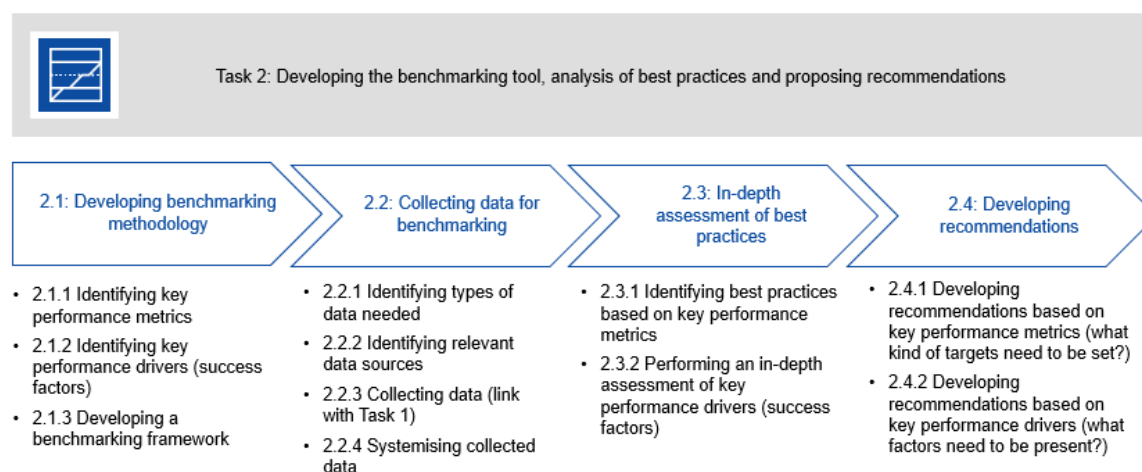 Task 2: Developing the benchmarking tool, analysis of best practices and proposing recommendations
2.1: Developing benchmarking
methodology
2.2: Collecting data for
benchmarking
2.3: In-depth
assessment of best
practices
2.4: Developing
recommendations
• 2.1.1 Identifying key
performance metrics
• 2.1.2 Identifying key
performance drivers (success
factors)
• 2.1.3 Developing a
benchmarking framework
• 2.2.1 Identifying types of
data needed
• 2.2.2 Identifying relevant
data sources
• 2.2.3 Collecting data (link
with Task 1)
• 2.2.4 Systemising collected
data
• 2.3.1 Identifying best practices
based on key performance
metrics
• 2.3.2 Performing an in-depth
assessment of key
performance drivers (success
factors)
• 2.4.1 Developing
recommendations based on
key performance metrics (what
kind of targets need to be set?)
• 2.4.2 Developing
recommendations based on
key performance drivers (what
factors need to be present?)